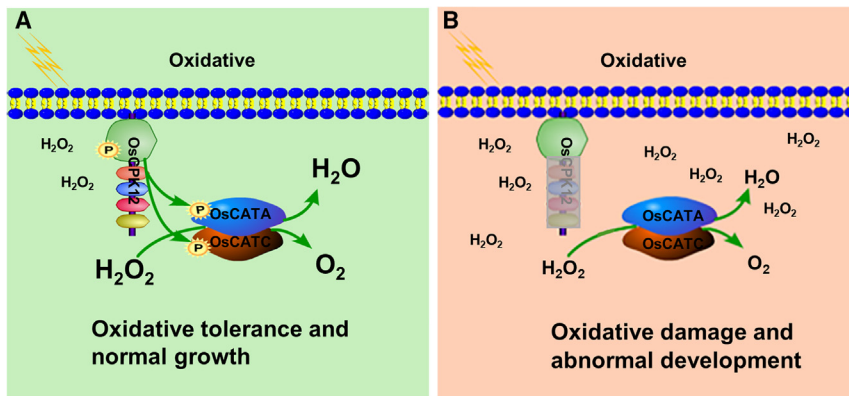 A
Oxidative
H₂O₂
P
OsCPK12
H₂O₂
H₂O
P
OsCATA
P
OsCATC
H₂O₂
O₂
Oxidative tolerance and
normal growth
B
Oxidative
H₂O₂
H₂O₂
H₂O₂
OsCPK12
H₂O₂
H₂O₂
H₂O
H₂O₂
OsCATA
OsCATC
H₂O₂
H₂O₂
O₂
Oxidative damage and
abnormal development